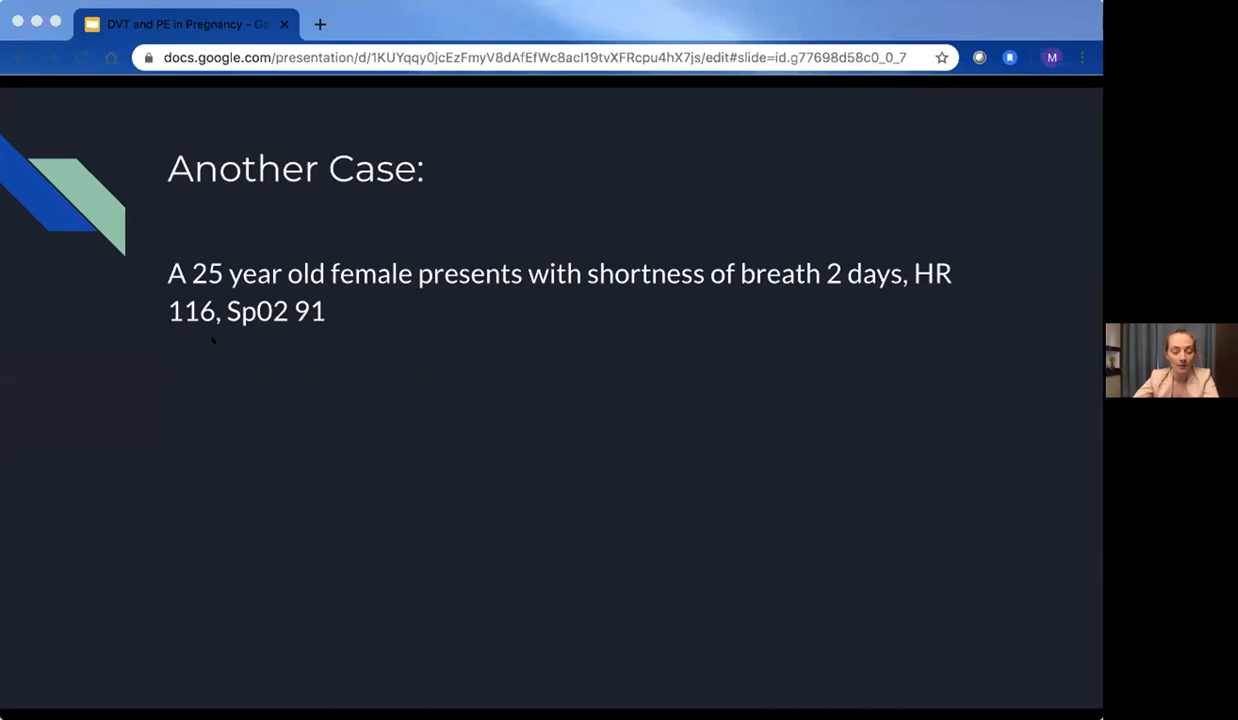 DVT and PE in Pregnancy - Go
docs.google.com/presentation/d/1KUYqqy0jcEzFmyV8dAfEfWc8acI19tvXFRcpu4hX7js/edit#slide=id.g77698d58c0_0_7
M
Another Case:
A 25 year old female presents with shortness of breath 2 days, HR
116, Sp02 91